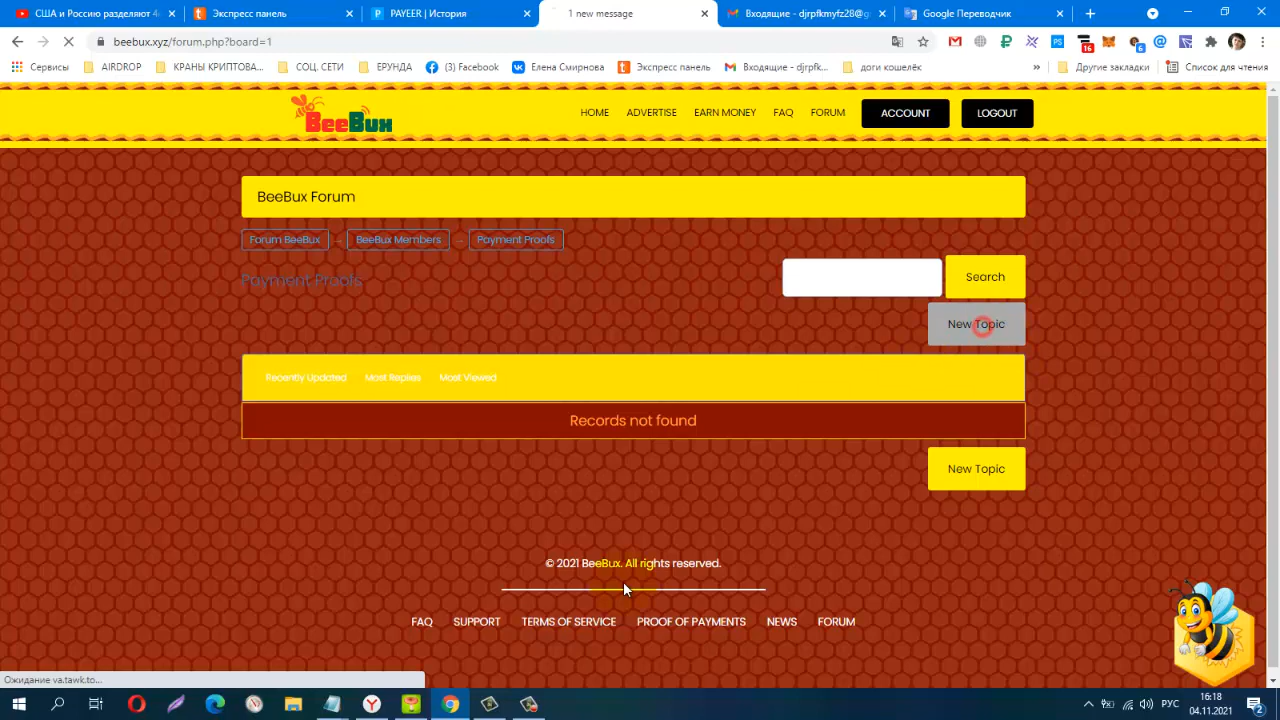 США и Россия разделяют 4
PAYEER | История
1 new message
Входящие - djrpfkmyfz28@g
Google Переводчик
beebux.xyz/forum.php?board=1
16
6
Сервисы
AIRDROP
КРАНЫ КРИПТОВА...
СОЦ. СЕТИ
ЕРУНДА
(3) Facebook
Елена Смирнова
Экспресс панель
Входящие - djrpfk...
доги кошелёк
»
Другие закладки
Список для чтения
BeeBux
HOME
ADVERTISE
EARN MONEY
FAQ
FORUM
ACCOUNT
LOGOUT
BeeBux Forum
Forum BeeBux → BeeBux Members → Payment Proofs
Payment Proofs
Search
New Topic
Recently Updated
Most Replies
Most Viewed
Records not found
New Topic
© 2021 BeeBux. All rights reserved.
FAQ
SUPPORT
TERMS OF SERVICE
PROOF OF PAYMENTS
NEWS
FORUM
Ожидание va.tawk.to...
16:18
РУС
04.11.2021
2